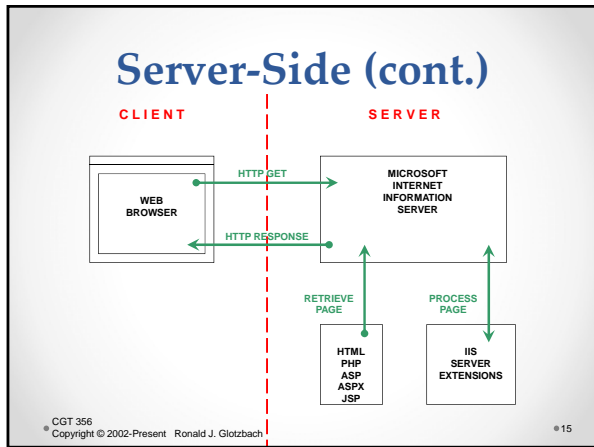 Server-Side (cont.)
CLIENT
SERVER
HTTP GET
WEB
BROWSER
MICROSOFT
INTERNET
INFORMATION
SERVER
HTTP RESPONSE
RETRIEVE
PAGE
PROCESS
PAGE
HTML
PHP
ASP
ASPX
JSP
IIS
SERVER
EXTENSIONS
CGT 356
Copyright © 2002-Present Ronald J. Glotzbach
15